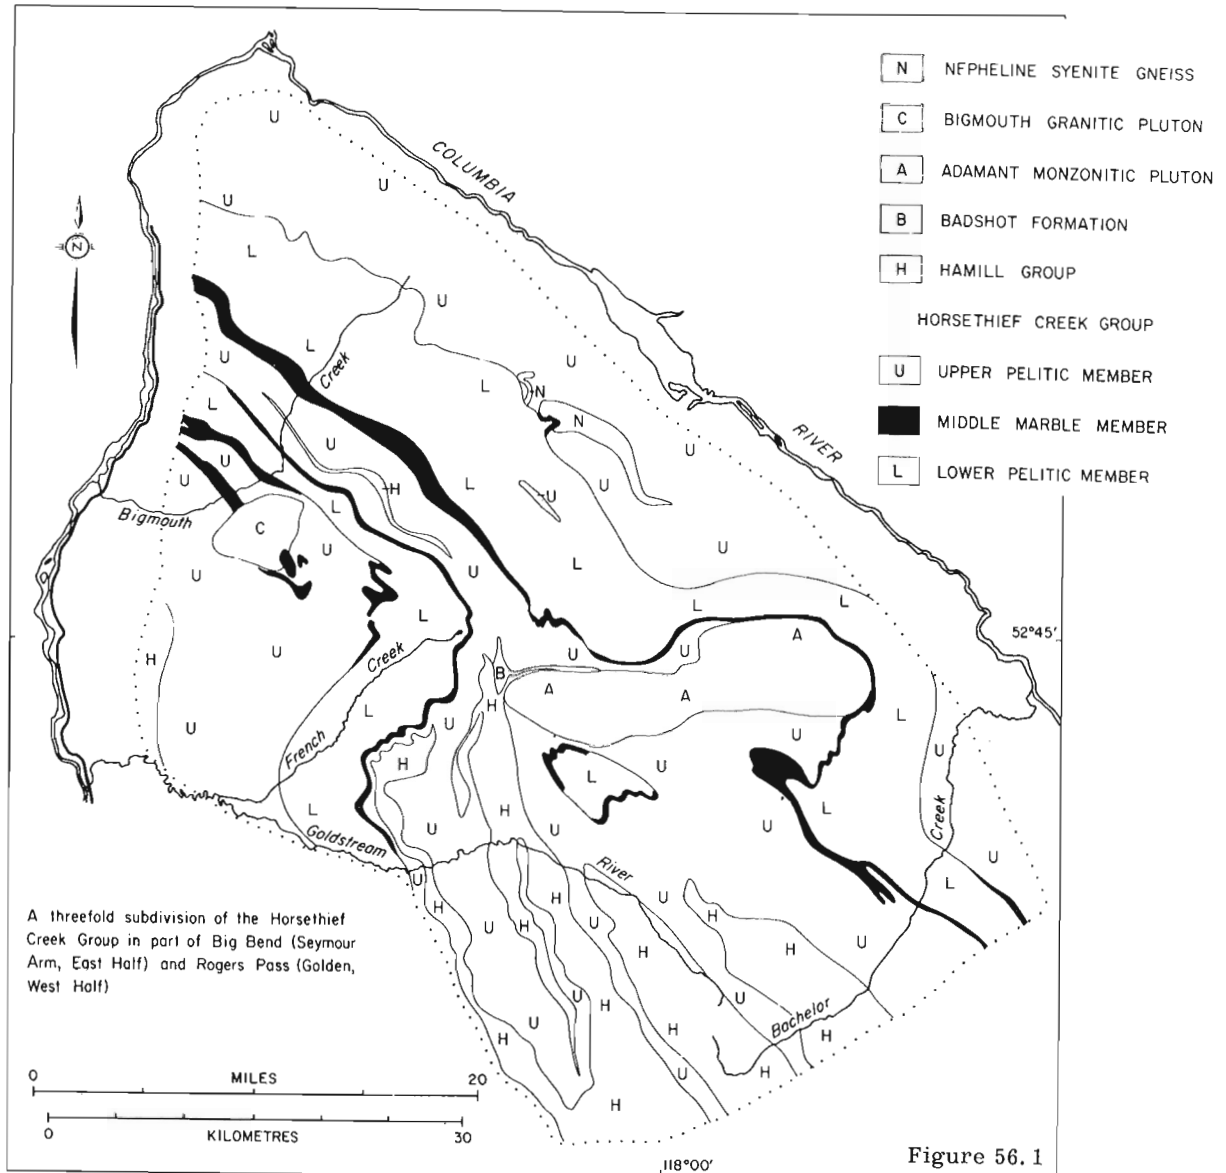 N NEPHELINE SYENITE GNEISS
C BIGMOUTH GRANITIC PLUTON
A ADAMANT MONZONITIC PLUTON
B BADSHOT FORMATION
H HAMILL GROUP
HORSETHIEF CREEK GROUP
U UPPER PELITIC MEMBER
MIDDLE MARBLE MEMBER
L LOWER PELITIC MEMBER
COLUMBIA
RIVER
N
U
U
U
L
U
L
Creek
U
U
L
N
N
U
L
U
U
H
L
U
U
U
L
Bigmouth
C
U
U
L
U
L
U
L
L
52°45'
H
U
L
Creek
U
B
U
A
A
A
H
L
U
L
U
French
H
U
L
U
U
Creek
L
U
H
U
U
L
Goldstream
River
U
L
U
H
U
H
H
U
U
H
H
U
H
U
H
U
H
U
H
Bachelor
H
U
H
H
A threefold subdivision of the Horsethief
Creek Group in part of Big Bend (Seymour
Arm, East Half) and Rogers Pass (Golden,
West Half)
0 MILES 20
0 KILOMETRES 30
118°00'
Figure 56.1